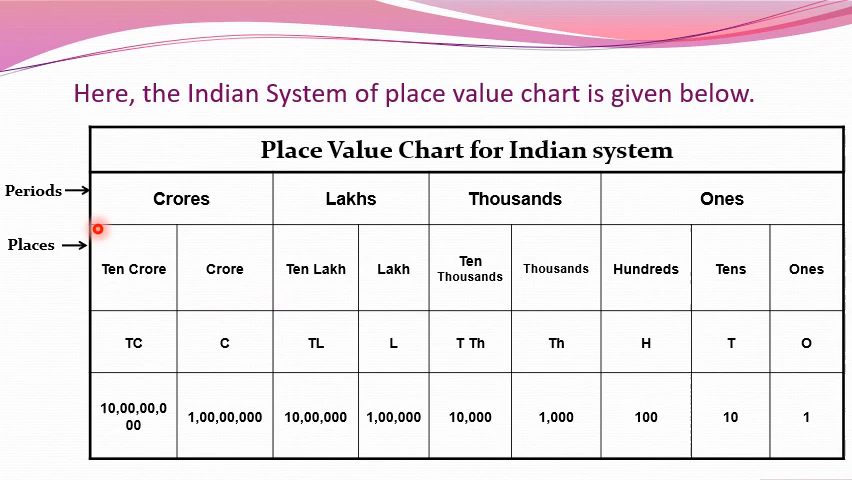 Here, the Indian System of place value chart is given below.
Place Value Chart for Indian system
Periods
Crores Lakhs Thousands Ones
Places
Ten Crore Crore Ten Lakh Lakh Ten Thousands Thousands Hundreds Tens Ones
TC C TL L T Th Th H T O
10,00,00,0
00 1,00,00,000 10,00,000 1,00,000 10,000 1,000 100 10 1